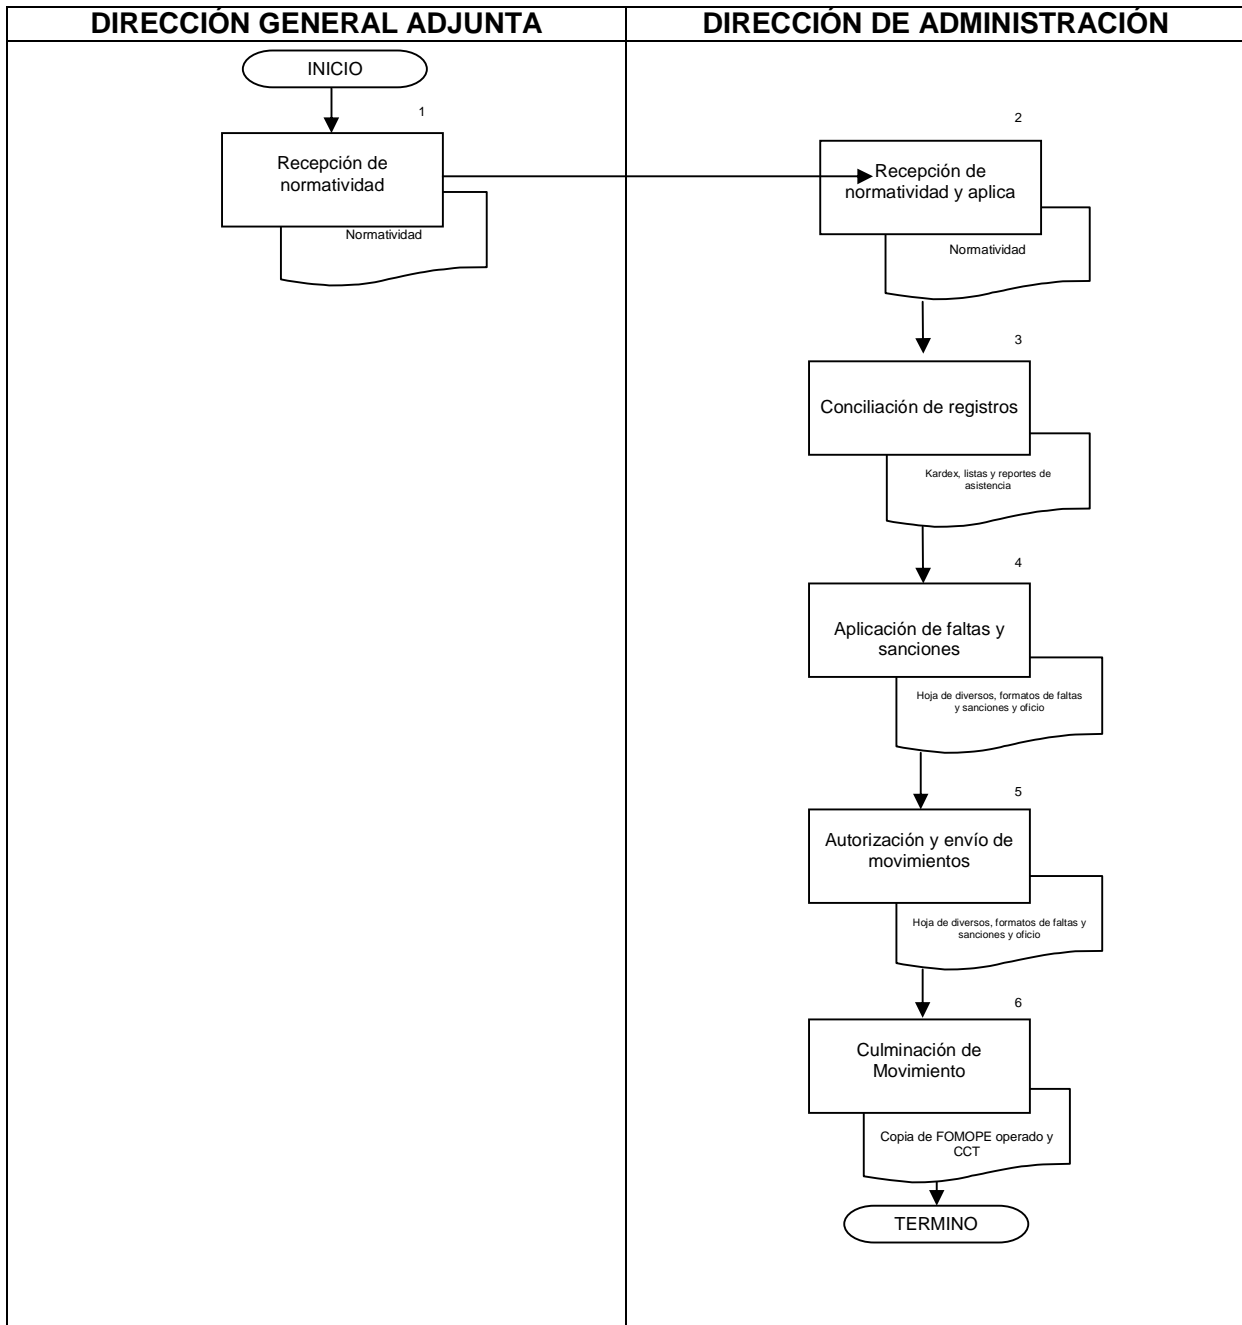 DIRECCIÓN GENERAL ADJUNTA
DIRECCIÓN DE ADMINISTRACIÓN
INICIO
1
Recepción de
normatividad
Normatividad
2
Recepción de
normatividad y aplica
Normatividad
3
Conciliación de registros
Kardex, listas y reportes de
asistencia
4
Aplicación de faltas y
sanciones
Hoja de diversos, formatos de faltas
y sanciones y oficio
5
Autorización y envío de
movimientos
Hoja de diversos, formatos de faltas y
sanciones y oficio
6
Culminación de
Movimiento
Copia de FOMOPE operado y
CCT
TERMINO